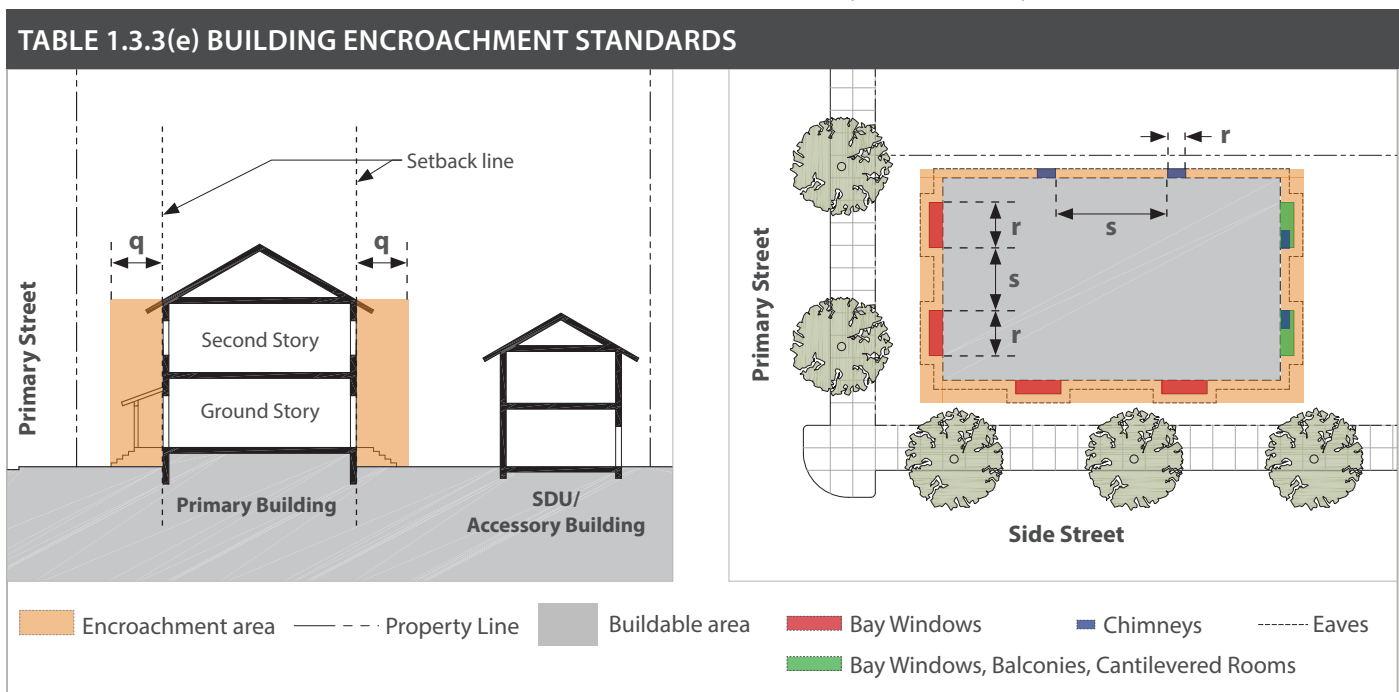 TABLE 1.3.3(e) BUILDING ENCROACHMENT STANDARDS
Setback line
q
q
Primary Street
Second Story
Ground Story
Primary Building
SDU/
Accessory Building
r
s
r
s
r
Primary Street
Side Street
Encroachment area
Property Line
Buildable area
Bay Windows
Chimneys
Eaves
Bay Windows, Balconies, Cantilevered Rooms